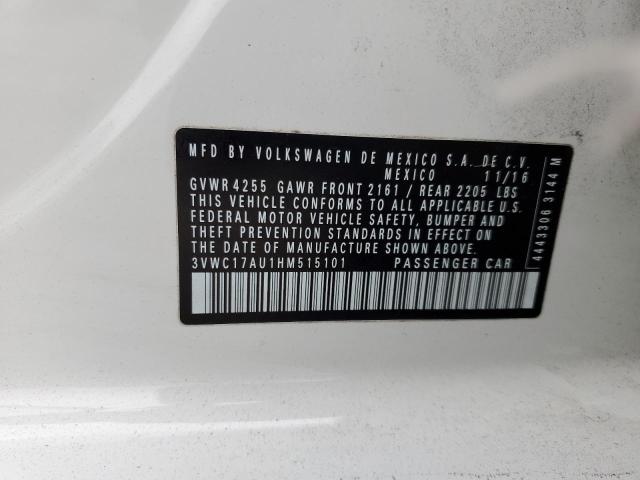 MFD BY VOLKSWAGEN DE MEXICO S.A. DE C.V.
MEXICO 11/16
GVWR 4255 GAWR FRONT 2161 / REAR 2205 LBS
THIS VEHICLE CONFORMS TO ALL APPLICABLE U.S.
FEDERAL MOTOR VEHICLE SAFETY, BUMPER AND
THEFT PREVENTION STANDARDS IN EFFECT ON
THE DATE OF MANUFACTURE SHOWN ABOVE.
3VWC17AU1HM515101 PASSENGER CAR
4443306 3144 M